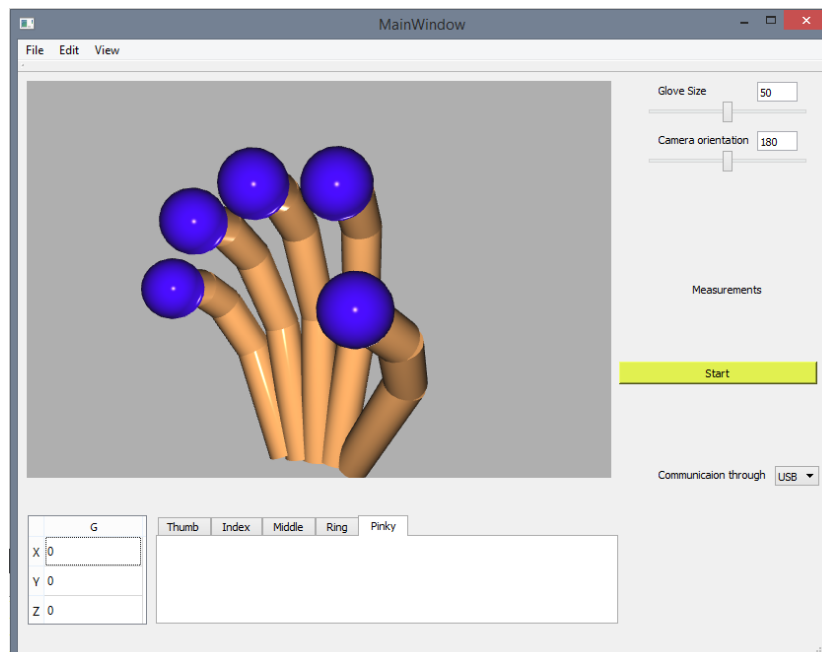 MainWindow
File Edit View
Glove Size 50
Camera orientation 180
Measurements
Start
Communicaion through USB
G
X 0
Y 0
Z 0
Thumb Index Middle Ring Pinky